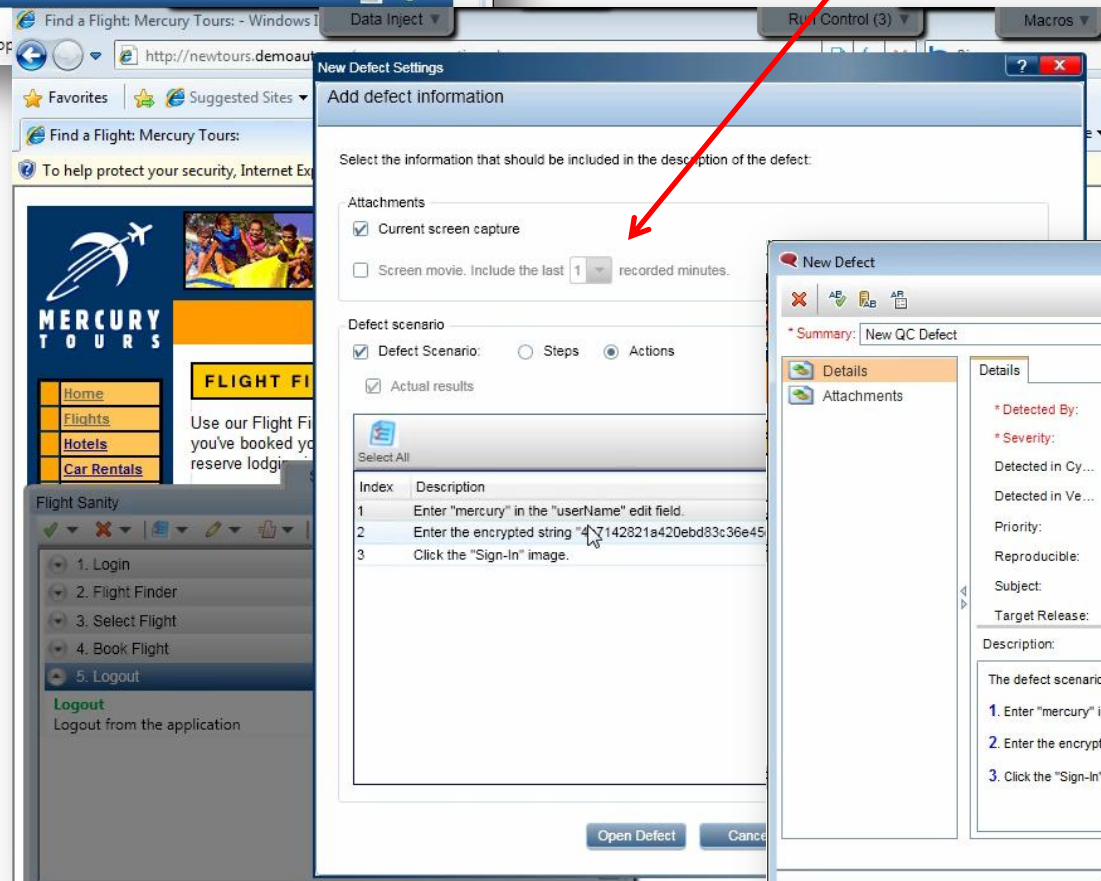 Find a Flight: Mercury Tours: - Windows I
Data Inject
Run Control (3)
Macros
http://newtours.demoaut
New Defect Settings
?
Favorites
Suggested Sites
Add defect information
Find a Flight: Mercury Tours:
To help protect your security, Internet Exp
Select the information that should be included in the description of the defect:
Attachments
Current screen capture
Screen movie. Include the last 1 recorded minutes.
Defect scenario
Defect Scenario: Steps Actions
Actual results
Select All
Index Description
1 Enter "mercury" in the "userName" edit field.
2 Enter the encrypted string
3 Click the "Sign-In" image.
Open Defect
Cance
MERCURY
TOURS
FLIGHT FI
Home
Flights
Hotels
Car Rentals
Use our Flight Fi
you've booked yo
reserve lodgi
Flight Sanity
1. Login
2. Flight Finder
3. Select Flight
4. Book Flight
5. Logout
Logout
Logout from the application
New Defect
* Summary: New QC Defect
Details
Attachments
Details
* Detected By:
* Severity:
Detected in Cy...
Detected in Ve...
Priority:
Reproducible:
Subject:
Target Release:
Description:
The defect scenario
1. Enter "mercury" i
2. Enter the encrypt
3. Click the "Sign-In"